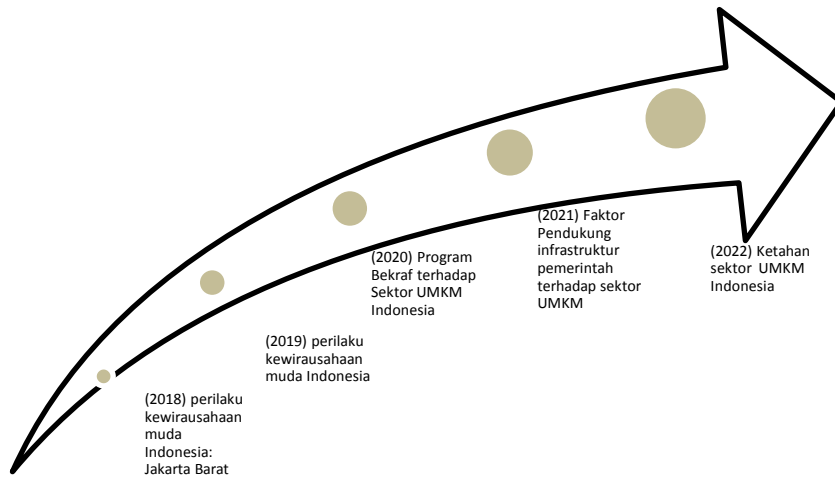 (2018) perilaku
kewirausahaan
muda
Indonesia:
Jakarta Barat
(2019) perilaku
kewirausahaan
muda Indonesia
(2020) Program
Bekraf terhadap
Sektor UMKM
Indonesia
(2021) Faktor
Pendukung
infrastruktur
pemerintah
terhadap sektor
UMKM
(2022) Ketahan
sektor UMKM
Indonesia